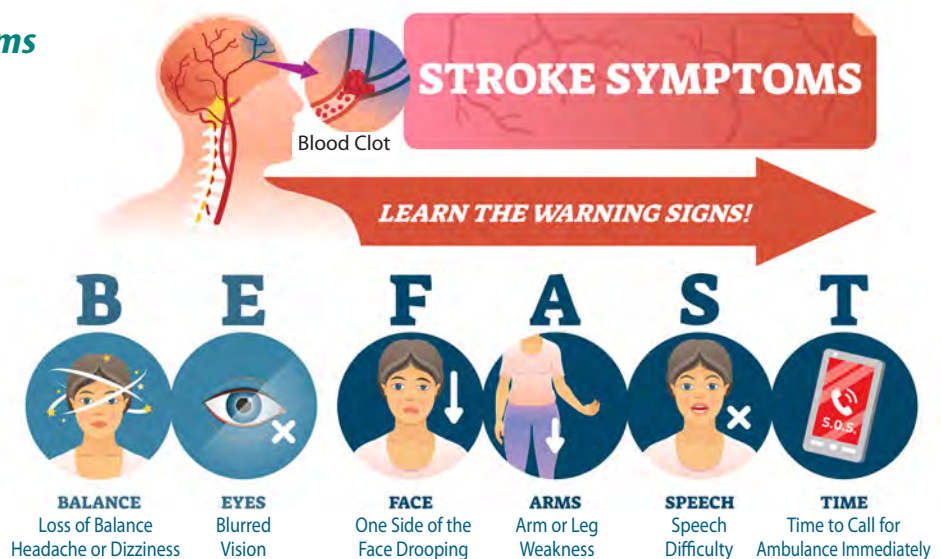 ms
STROKE SYMPTOMS
Blood Clot
LEARN THE WARNING SIGNS!
B E F A S T
S.O.S.
BALANCE
Loss of Balance
Headache or Dizziness
EYES
Blurred
Vision
FACE
One Side of the
Face Drooping
ARMS
Arm or Leg
Weakness
SPEECH
Speech
Difficulty
TIME
Time to Call for
Ambulance Immediately